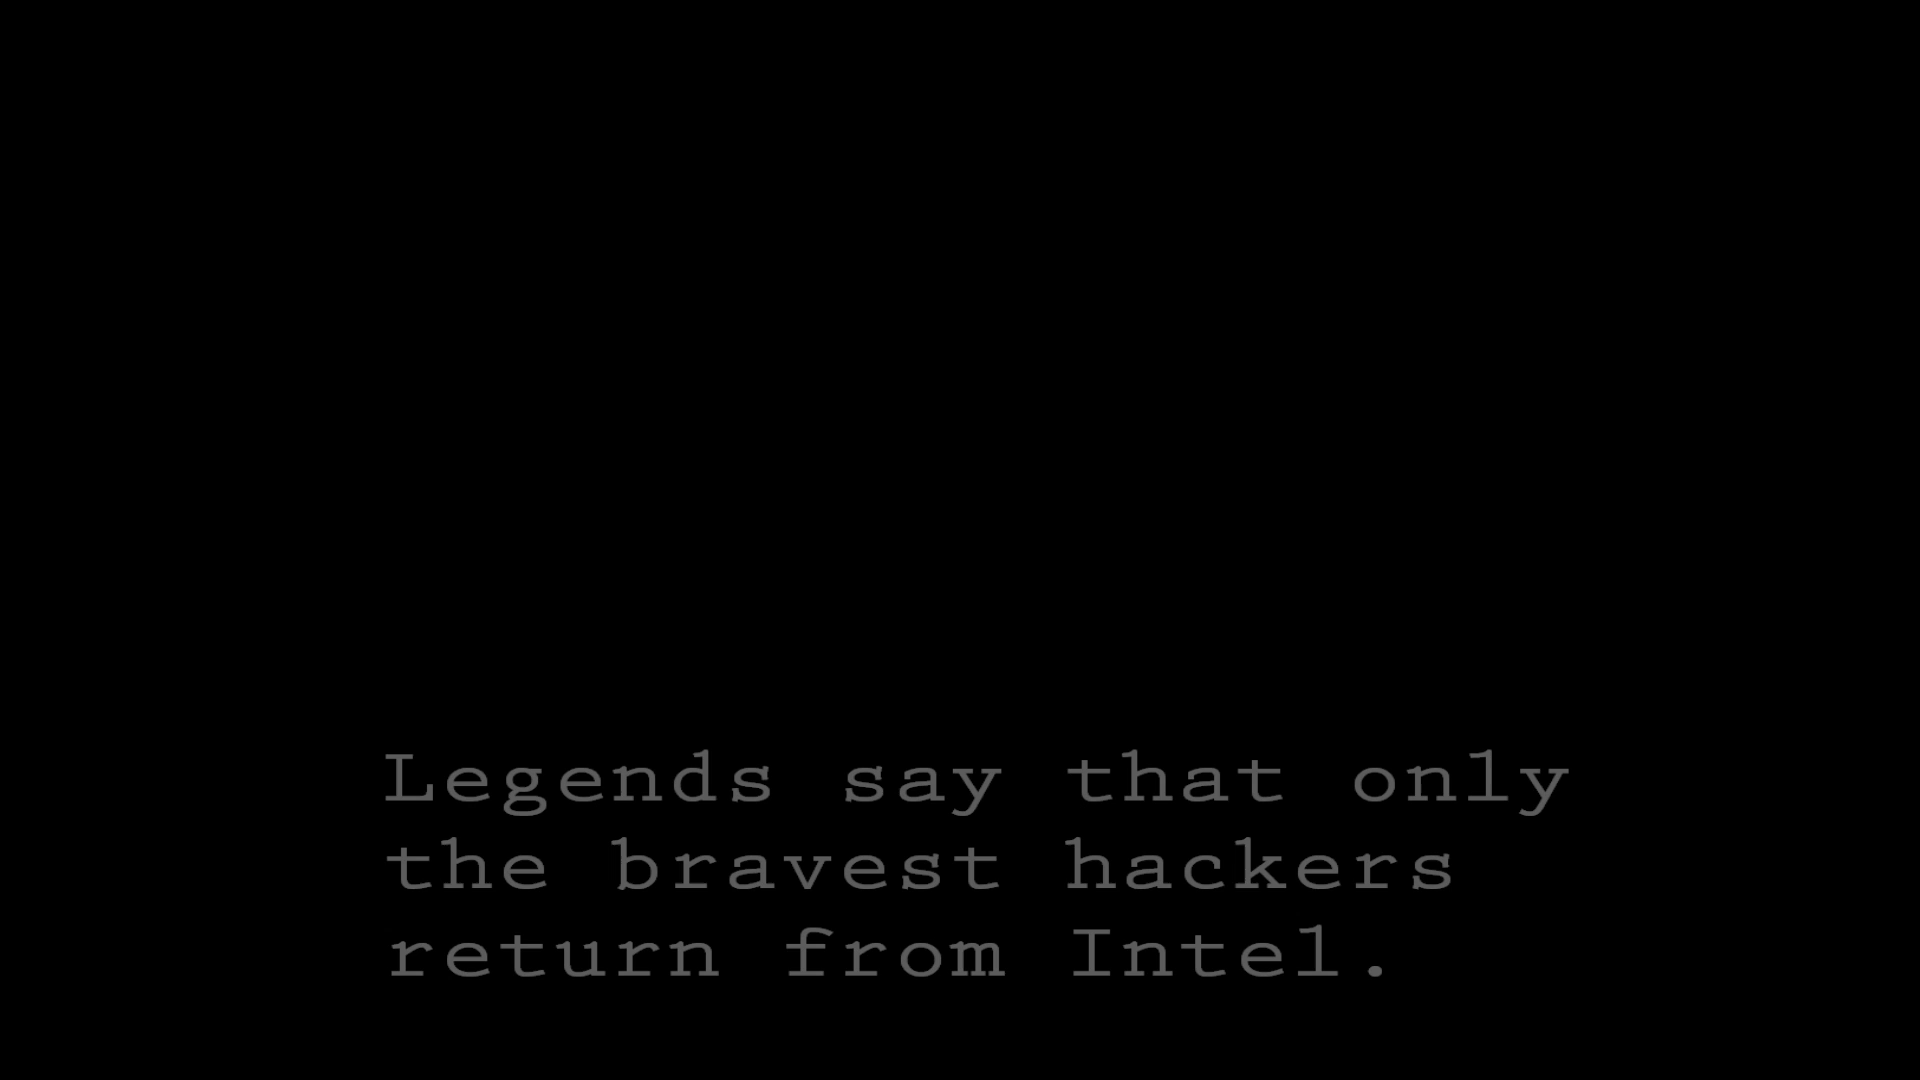 Legends say that only
the bravest hackers
return from Intel.